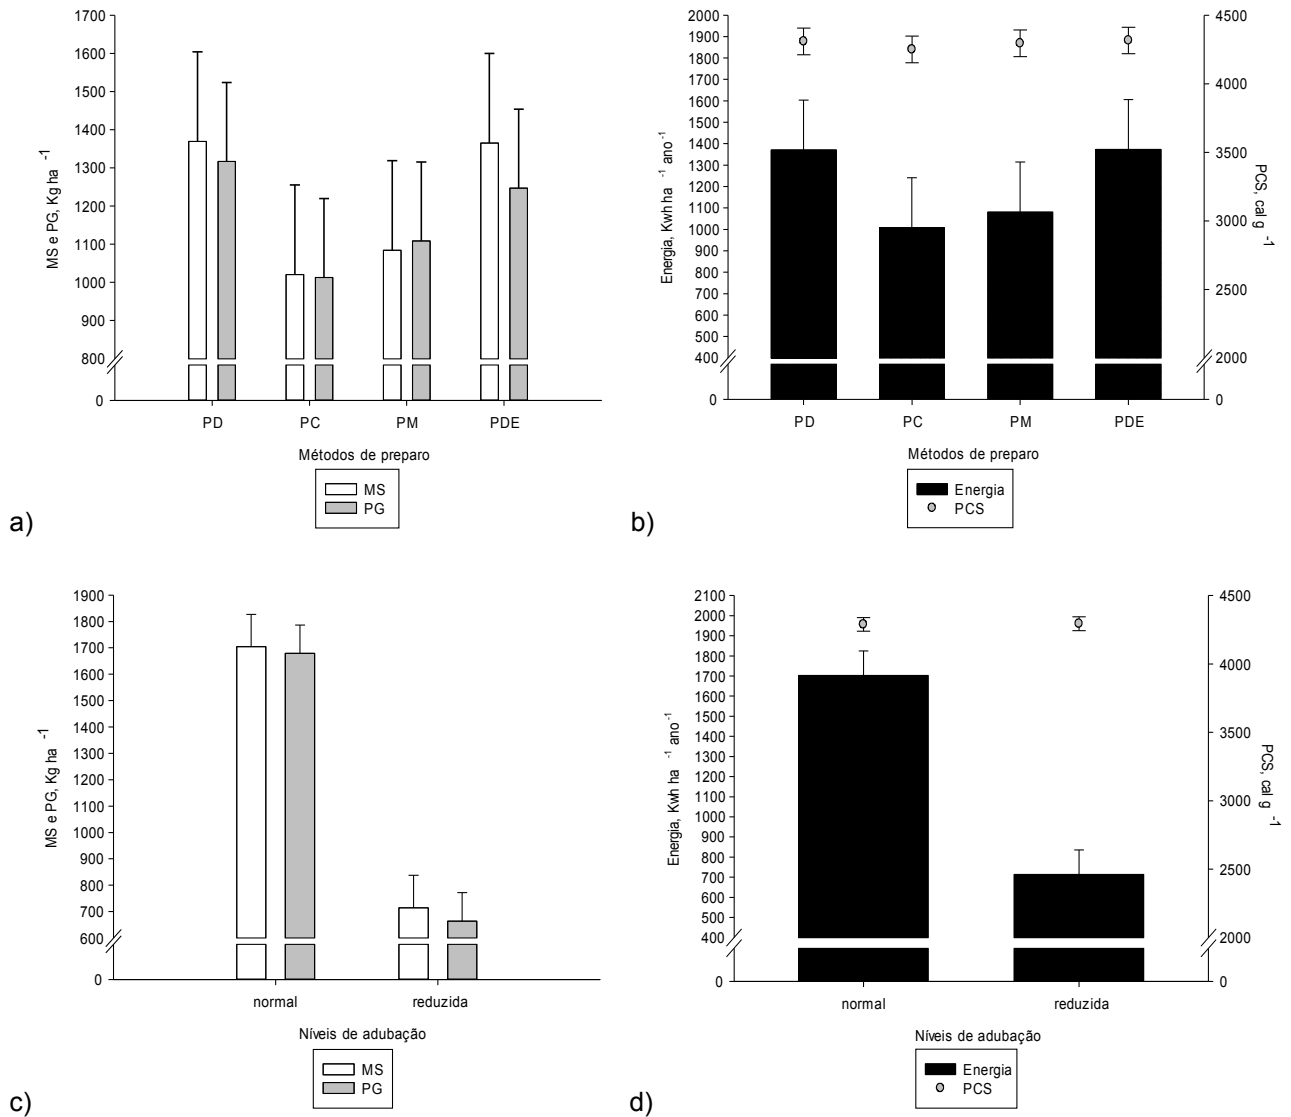 1700
1600
1500
1400
1300
1200
1100
1000
900
800
0
MS e PG, Kg ha -1
PD PC PM PDE
Métodos de preparo
MS
PG
a)
2000
1900
1800
1700
1600
1500
1400
1300
1200
1100
1000
900
800
700
600
500
400
0
Energia, Kwh ha -1 ano -1
4500
4000
3500
3000
2500
2000
0
PCS, cal g -1
PD PC PM PDE
Métodos de preparo
Energia
PCS
b)
1900
1800
1700
1600
1500
1400
1300
1200
1100
1000
900
800
700
600
0
MS e PG, Kg ha -1
normal reduzida
Níveis de adubação
MS
PG
c)
2100
2000
1900
1800
1700
1600
1500
1400
1300
1200
1100
1000
900
800
700
600
500
400
0
Energia, Kwh ha -1 ano -1
4500
4000
3500
3000
2500
2000
0
PCS, cal g -1
normal reduzida
Níveis de adubação
Energia
PCS
d)